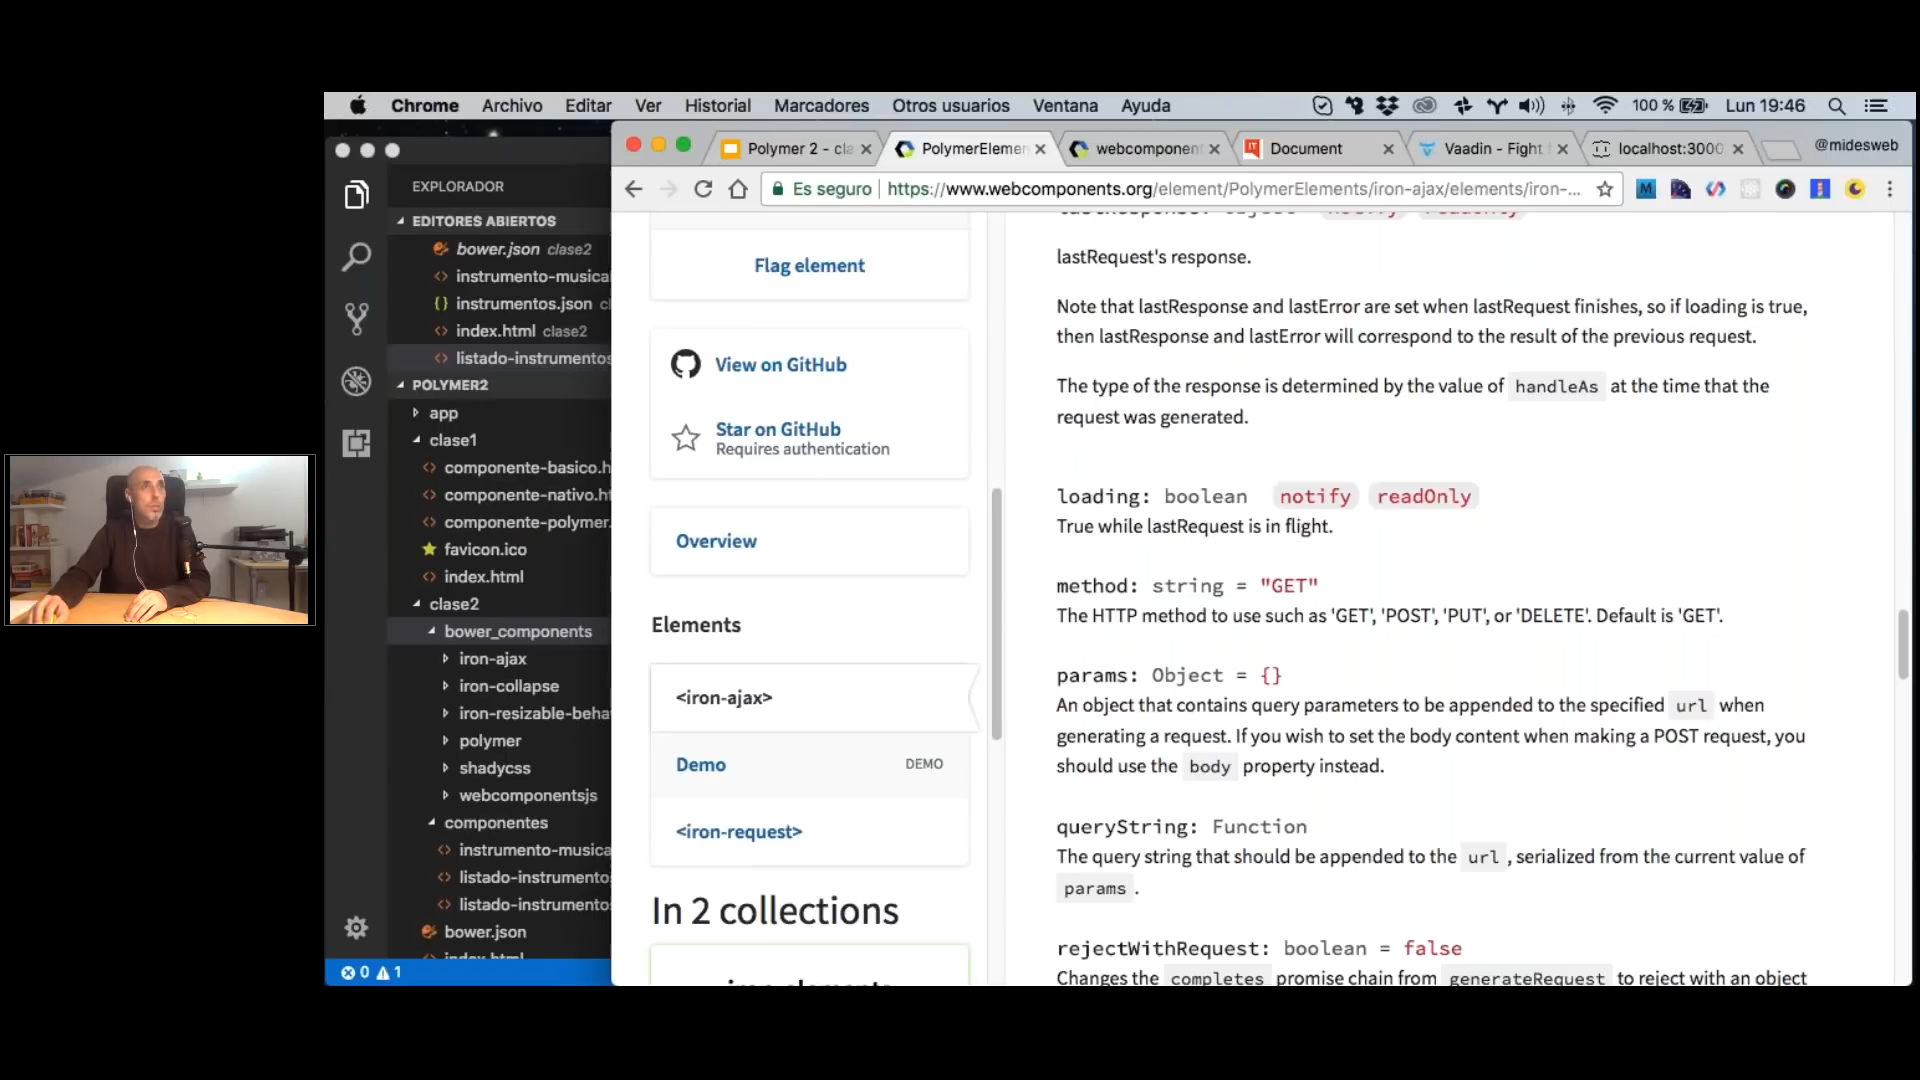 Chrome Archivo Editar Ver Historial Marcadores Otros usuarios Ventana Ayuda 100 % Lun 19:46
Polymer 2 - cla
PolymerElemen
webcomponent
Document
Vaadin - Fight
localhost:3000
@midesweb
Es seguro https://www.webcomponents.org/element/PolymerElements/iron-ajax/elements/iron-...
EXPLORADOR
EDITORES ABIERTOS
bower.json clase2
instrumento-musica
instrumentos.json cl
index.html clase2
listado-instrumentos
POLYMER2
app
clase1
componente-basico.h
componente-nativo.ht
componente-polymer.
favicon.ico
index.html
clase2
bower_components
iron-ajax
iron-collapse
iron-resizable-beha
polymer
shadycss
webcomponentsjs
componentes
instrumento-musica
listado-instrumento
listado-instrumento
bower.json
index.html
0 1
Flag element
View on GitHub
Star on GitHub
Requires authentication
Overview
Elements
<iron-ajax>
Demo DEMO
<iron-request>
In 2 collections
iron-elements
lastResponse: Object notify readOnly
lastRequest's response.
Note that lastResponse and lastError are set when lastRequest finishes, so if loading is true,
then lastResponse and lastError will correspond to the result of the previous request.
The type of the response is determined by the value of handleAs at the time that the
request was generated.
loading: boolean notify readOnly
True while lastRequest is in flight.
method: string = "GET"
The HTTP method to use such as 'GET', 'POST', 'PUT', or 'DELETE'. Default is 'GET'.
params: Object = {}
An object that contains query parameters to be appended to the specified url when
generating a request. If you wish to set the body content when making a POST request, you
should use the body property instead.
queryString: Function
The query string that should be appended to the url , serialized from the current value of
params .
rejectWithRequest: boolean = false
Changes the completes promise chain from generateRequest to reject with an object